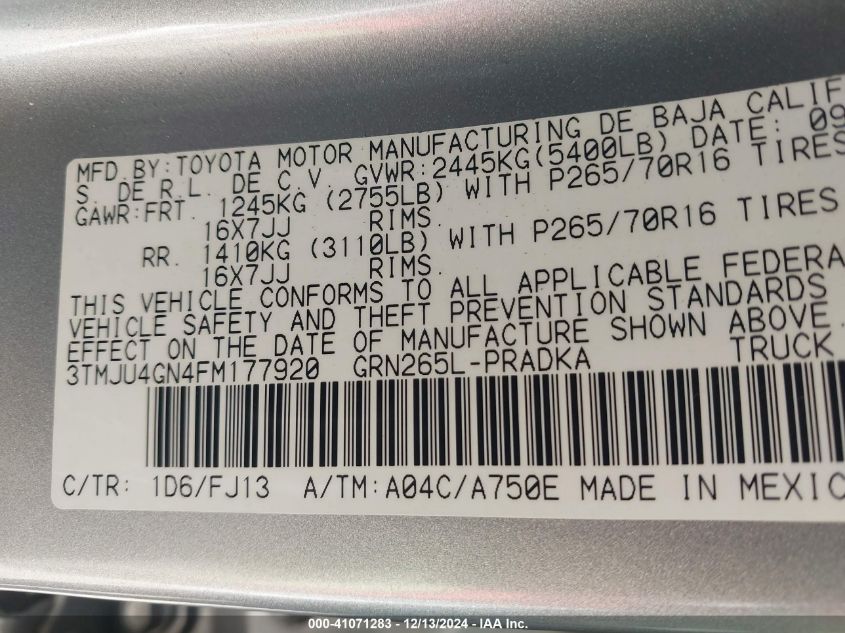 MFD.BY:TOYOTA MOTOR MANUFACTURING DE BAJA CALIF
S. DE R.L. DE C.V. GVWR:2445KG(5400LB) DATE: 09
GAWR:FRT. 1245KG (2755LB) WITH P265/70R16 TIRES
16X7JJ RIMS.
RR. 1410KG (3110LB) WITH P265/70R16 TIRES
16X7JJ RIMS.
THIS VEHICLE CONFORMS TO ALL APPLICABLE FEDERA
VEHICLE SAFETY AND THEFT PREVENTION STANDARDS
EFFECT ON THE DATE OF MANUFACTURE SHOWN ABOVE.
3TMJU4GN4FM177920 GRN265L-PRADKA TRUCK
C/TR: 1D6/FJ13 A/TM:A04C/A750E MADE IN MEXIC
000-41071283 - 12/13/2024 - IAA Inc.